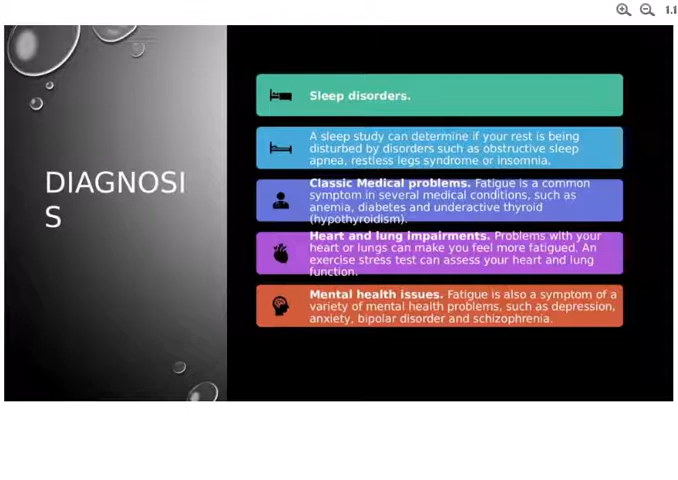 1.1
DIAGNOSI
S
Sleep disorders.
A sleep study can determine if your rest is being
disturbed by disorders such as obstructive sleep
apnea, restless legs syndrome or insomnia.
Classic Medical problems. Fatigue is a common
symptom in several medical conditions, such as
anemia, diabetes and underactive thyroid
(hypothyroidism).
Heart and lung impairments. Problems with your
heart or lungs can make you feel more fatigued. An
exercise stress test can assess your heart and lung
function.
Mental health issues. Fatigue is also a symptom of a
variety of mental health problems, such as depression,
anxiety, bipolar disorder and schizophrenia.